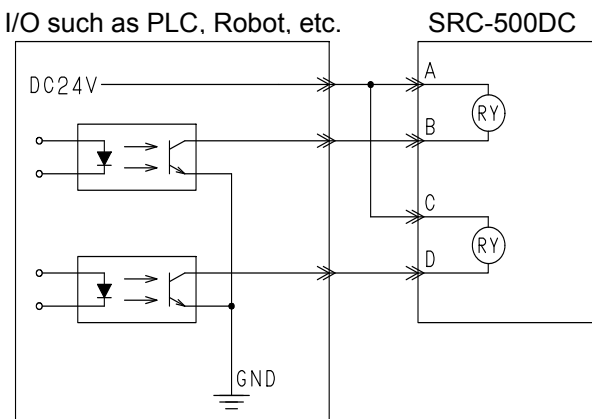 I/O such as PLC, Robot, etc.
SRC-500DC
DC24V
A
RY
B
C
RY
D
GND